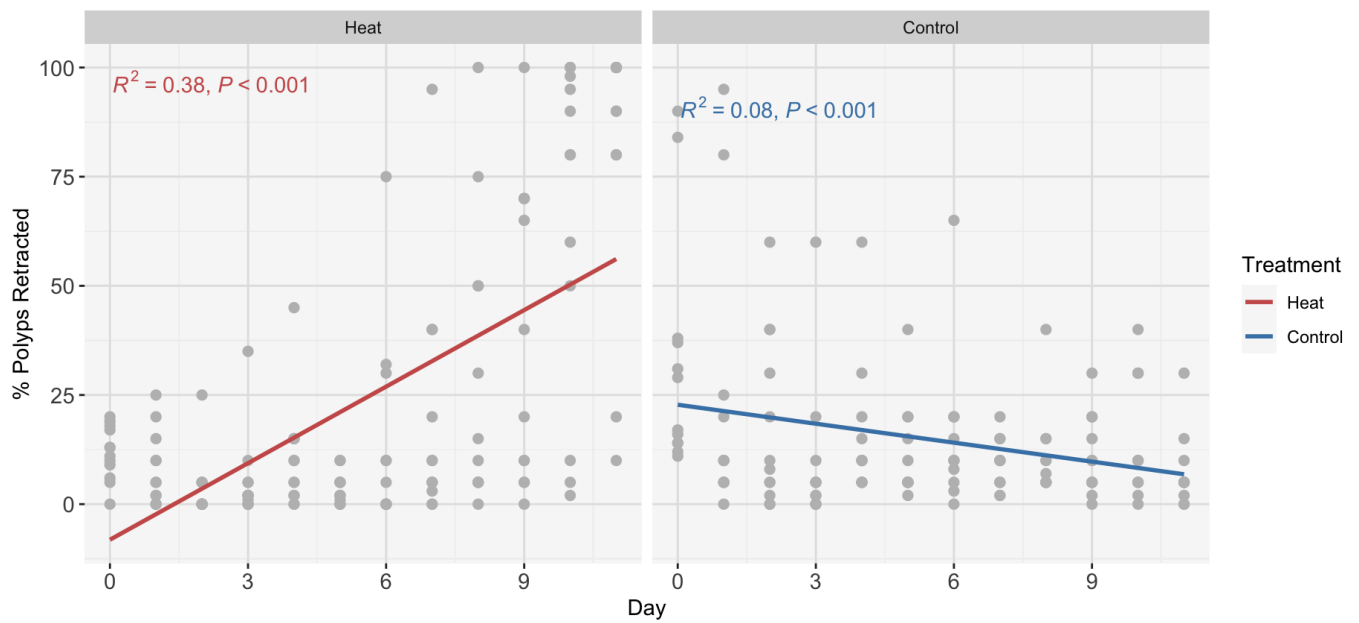 Heat
Control
R² = 0.38, P < 0.001
R² = 0.08, P < 0.001
100
75
50
25
0
% Polyps Retracted
0 3 6 9
0 3 6 9
Day
Treatment
Heat
Control